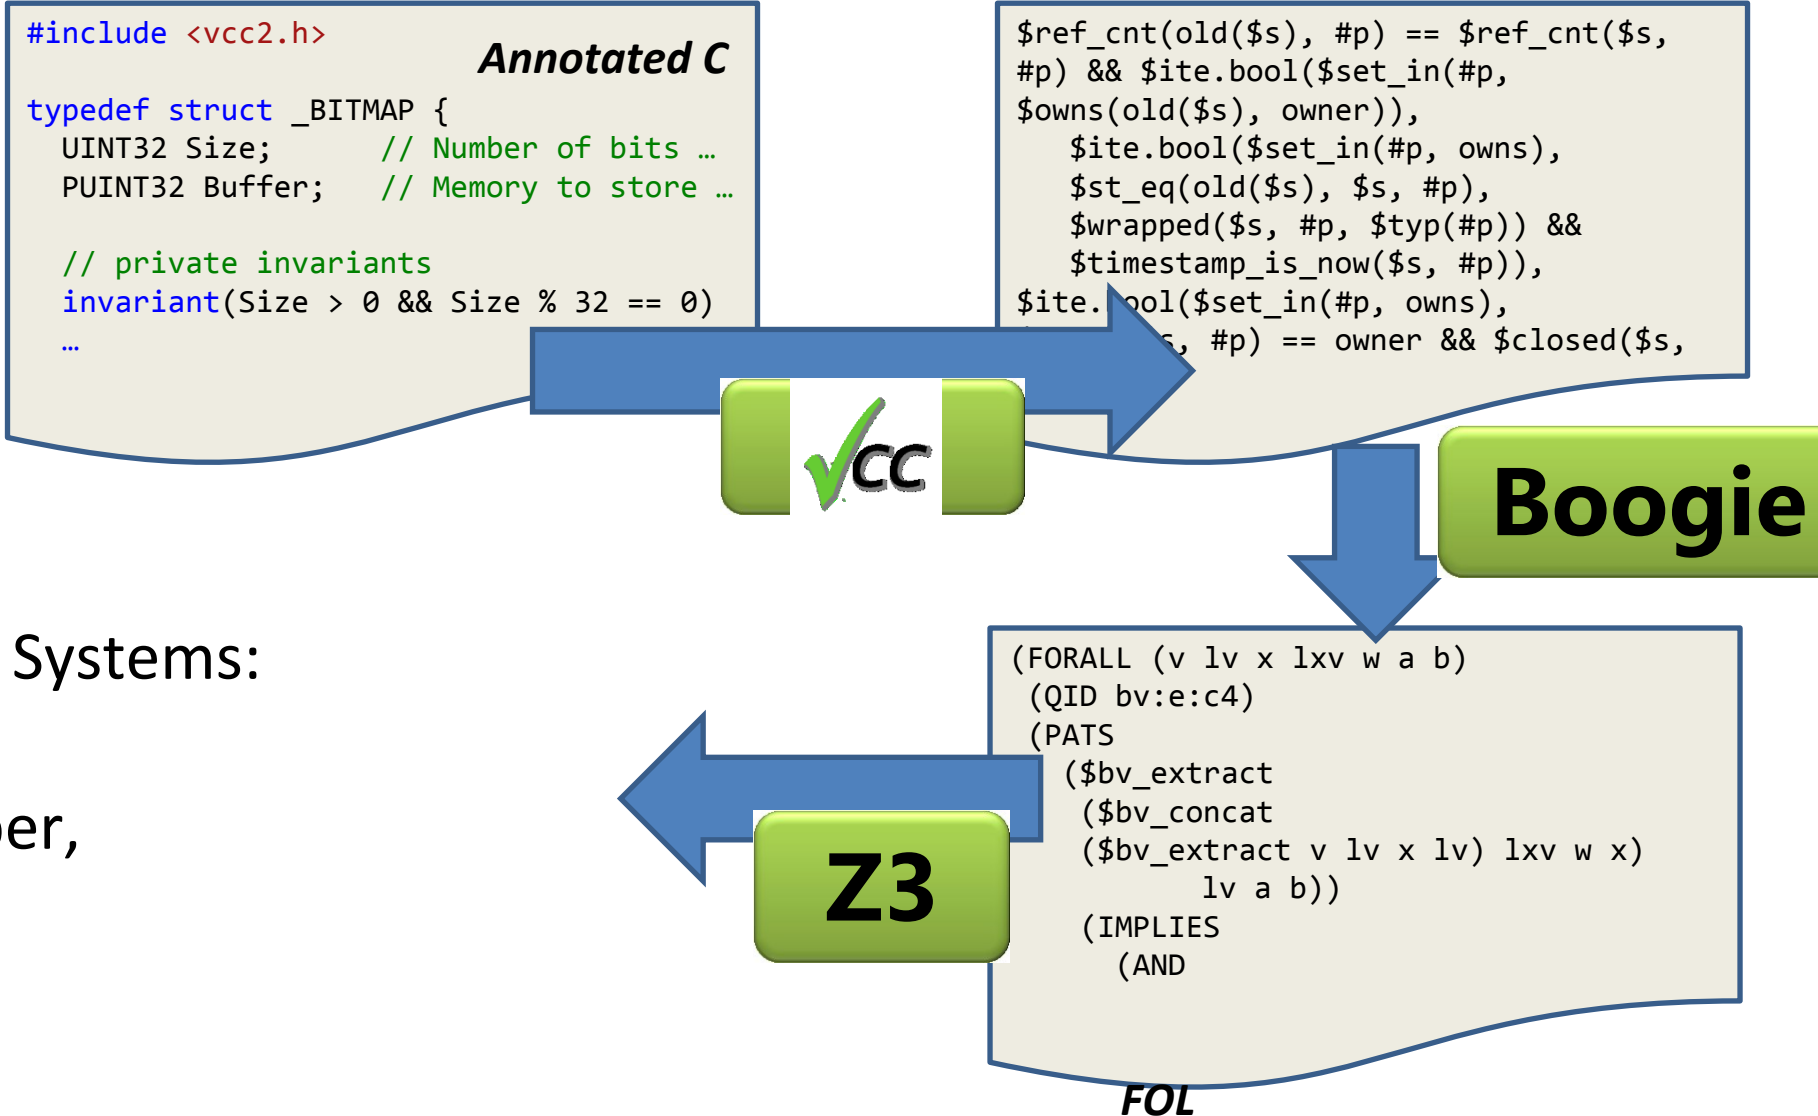 #include <vcc2.h>
Annotated C
typedef struct _BITMAP {
  UINT32 Size;      // Number of bits …
  PUINT32 Buffer;   // Memory to store …
  // private invariants
  invariant(Size > 0 && Size % 32 == 0)
  …
$ref_cnt(old($s), #p) == $ref_cnt($s,
#p) && $ite.bool($set_in(#p,
$owns(old($s), owner)),
   $ite.bool($set_in(#p, owns),
   $st_eq(old($s), $s, #p),
   $wrapped($s, #p, $typ(#p)) &&
   $timestamp_is_now($s, #p)),
$ite.bool($set_in(#p, owns),
, #p) == owner && $closed($s,
√CC
Boogie
Systems:
(FORALL (v lv x lxv w a b)
 (QID bv:e:c4)
 (PATS
   ($bv_extract
    ($bv_concat
    ($bv_extract v lv x lv) lxv w x)
           lv a b))
    (IMPLIES
      (AND
Z3
FOL